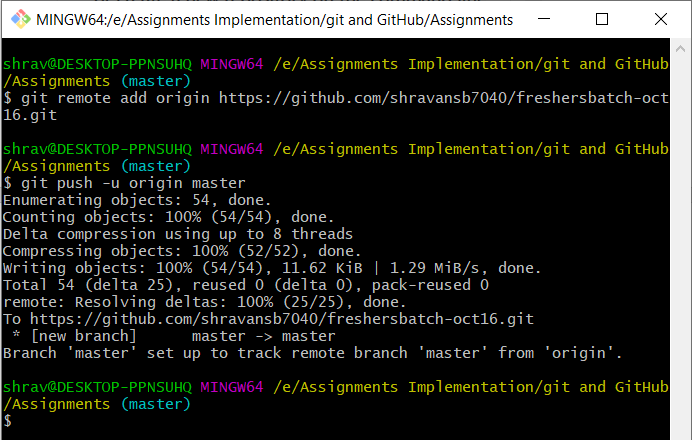 MINGW64:/e/Assignments Implementation/git and GitHub/Assignments
shrav@DESKTOP-PPNSUHQ MINGW64 /e/Assignments Implementation/git and GitHub
/Assignments (master)
$ git remote add origin https://github.com/shravansb7040/freshersbatch-oct
16.git
shrav@DESKTOP-PPNSUHQ MINGW64 /e/Assignments Implementation/git and GitHub
/Assignments (master)
$ git push -u origin master
Enumerating objects: 54, done.
Counting objects: 100% (54/54), done.
Delta compression using up to 8 threads
Compressing objects: 100% (52/52), done.
Writing objects: 100% (54/54), 11.62 KiB | 1.29 MiB/s, done.
Total 54 (delta 25), reused 0 (delta 0), pack-reused 0
remote: Resolving deltas: 100% (25/25), done.
To https://github.com/shravansb7040/freshersbatch-oct16.git
 * [new branch]      master -> master
Branch 'master' set up to track remote branch 'master' from 'origin'.
shrav@DESKTOP-PPNSUHQ MINGW64 /e/Assignments Implementation/git and GitHub
/Assignments (master)
$